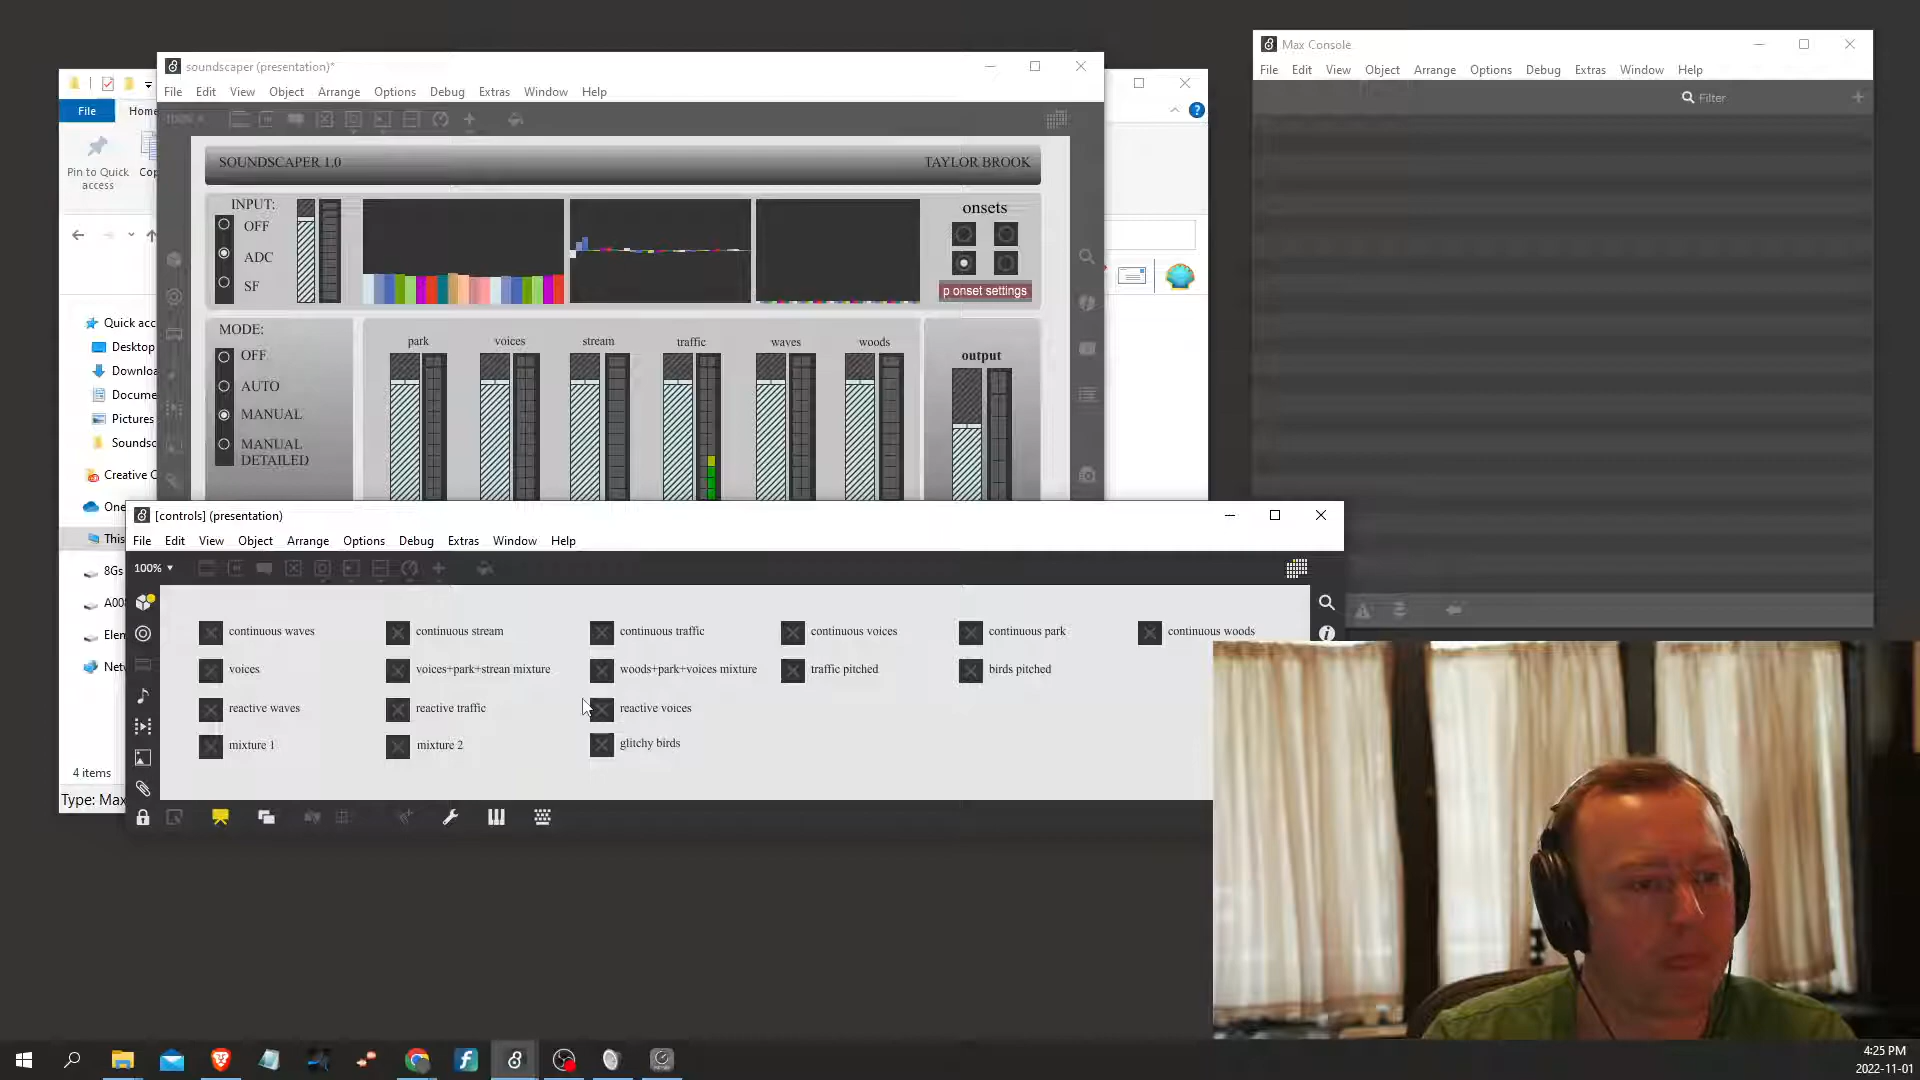 soundscaper (presentation)*
File Edit View Object Arrange Options Debug Extras Window Help
Max Console
File Edit View Object Arrange Options Debug Extras Window Help
Filter
File Home
Pin to Quick access
SOUNDSCAPER 1.0 TAYLOR BROOK
INPUT:
OFF
ADC
SF
onsets
p onset settings
MODE:
OFF
AUTO
MANUAL
MANUAL
DETAILED
park voices stream traffic waves woods
output
Quick acc
Desktop
Downloa
Docume
Pictures
Soundsc
Creative C
One
This
8Gs
A00
Elen
Netv
4 items
Type: Max
[controls] (presentation)
File Edit View Object Arrange Options Debug Extras Window Help
100%
continuous waves continuous stream continuous traffic continuous voices continuous park continuous woods
voices voices+park+strean mixture woods+park+voices mixture traffic pitched birds pitched
reactive waves reactive traffic reactive voices
mixture 1 mixture 2 glitchy birds
4:25 PM
2022-11-01